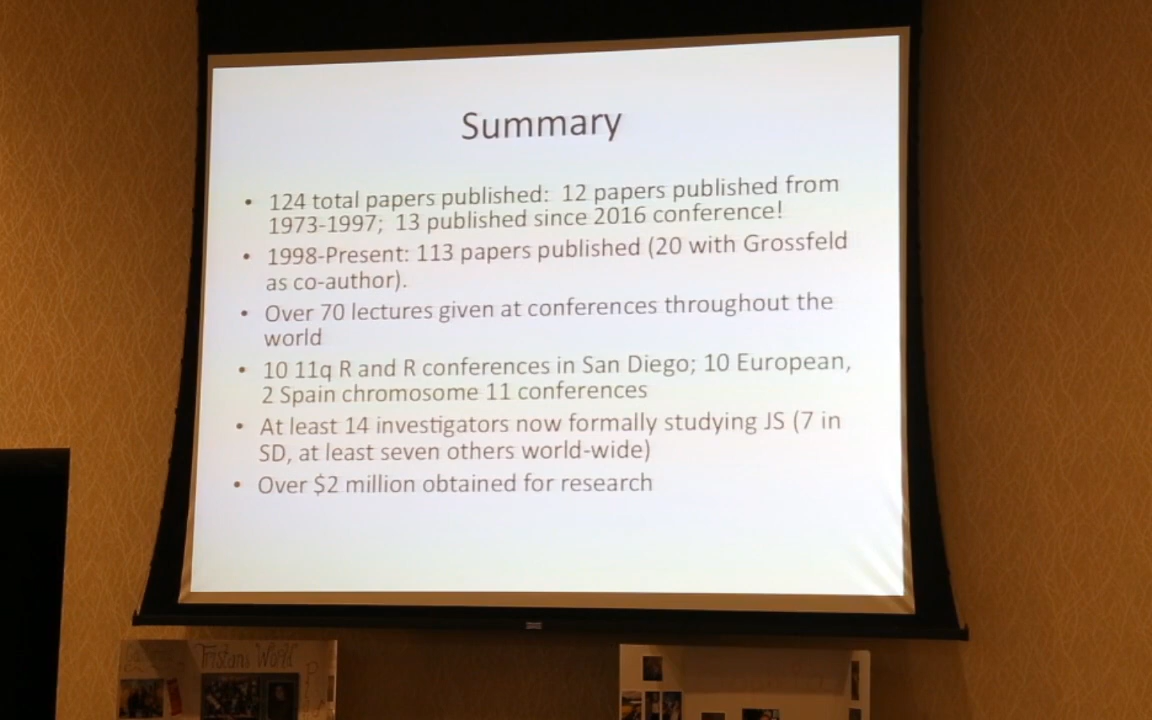 Summary
• 124 total papers published: 12 papers published from
1973-1997; 13 published since 2016 conference!
• 1998-Present: 113 papers published (20 with Grossfeld
as co-author).
• Over 70 lectures given at conferences throughout the
world
• 10 11q R and R conferences in San Diego; 10 European,
2 Spain chromosome 11 conferences
• At least 14 investigators now formally studying JS (7 in
SD, at least seven others world-wide)
• Over $2 million obtained for research
Tristans World